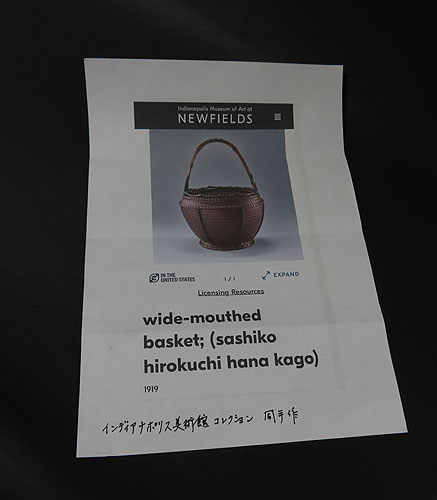 Indianapolis Museum of Art at
NEWFIELDS
IN THE
UNITED STATES
1 / 1
EXPAND
Licensing Resources
wide-mouthed
basket; (sashiko
hirokuchi hana kago)
1919
インディアナポリス美術館 コレクション 同手作